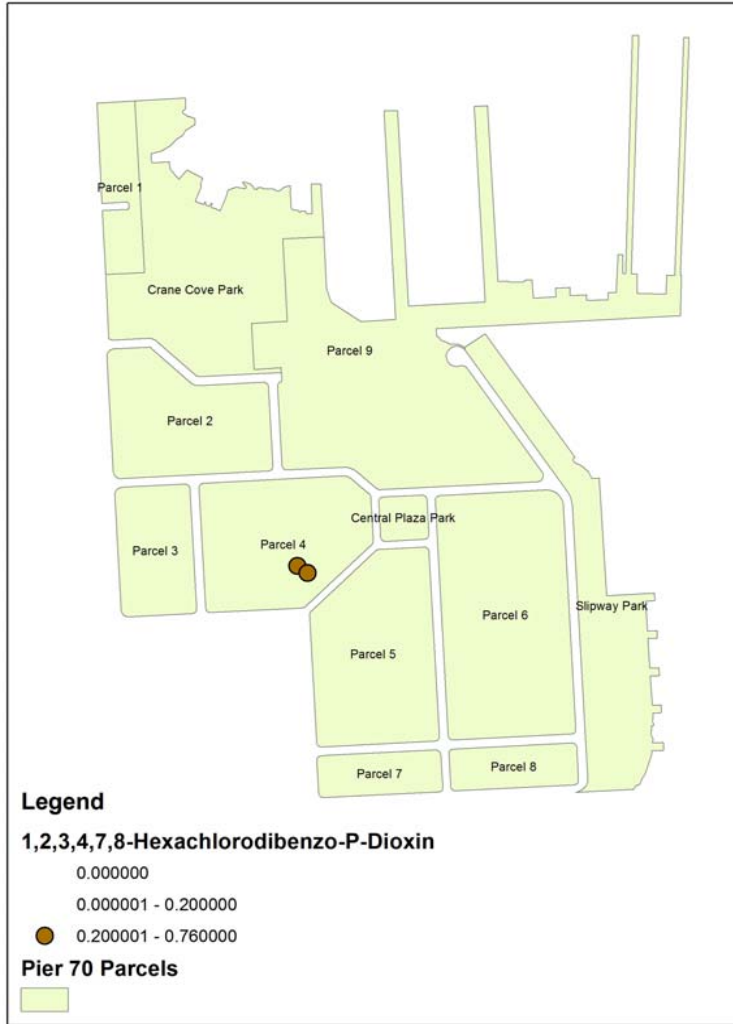 Parcel 1
Crane Cove Park
Parcel 9
Parcel 2
Central Plaza Park
Parcel 4
Parcel 3
Slipway Park
Parcel 6
Parcel 5
Parcel 7
Parcel 8
Legend
1,2,3,4,7,8-Hexachlorodibenzo-P-Dioxin
0.000000
0.000001 - 0.200000
0.200001 - 0.760000
Pier 70 Parcels